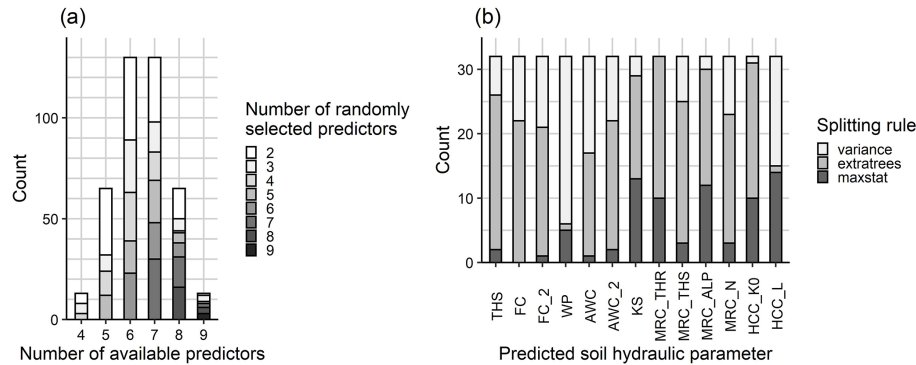 (a)
Count
100
50
0
4 5 6 7 8 9
Number of available predictors
Number of randomly
selected predictors
2
3
4
5
6
7
8
9
(b)
Count
30
20
10
0
THS FC FC_2 WP AWC AWC_2 KS MRC_THR MRC_THS MRC_ALP MRC_N HCC_K0 HCC_L
Predicted soil hydraulic parameter
Splitting rule
variance
extratrees
maxstat